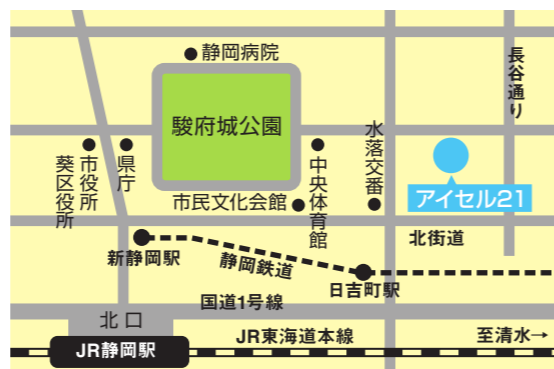 静岡病院
長谷通り
駿府城公園
水落交番
中央体育館
県庁
市役所
葵区役所
市民文化会館
アイセル21
北街道
新静岡駅
静岡鉄道
日吉町駅
国道1号線
北口
JR東海道本線
至清水→
JR静岡駅